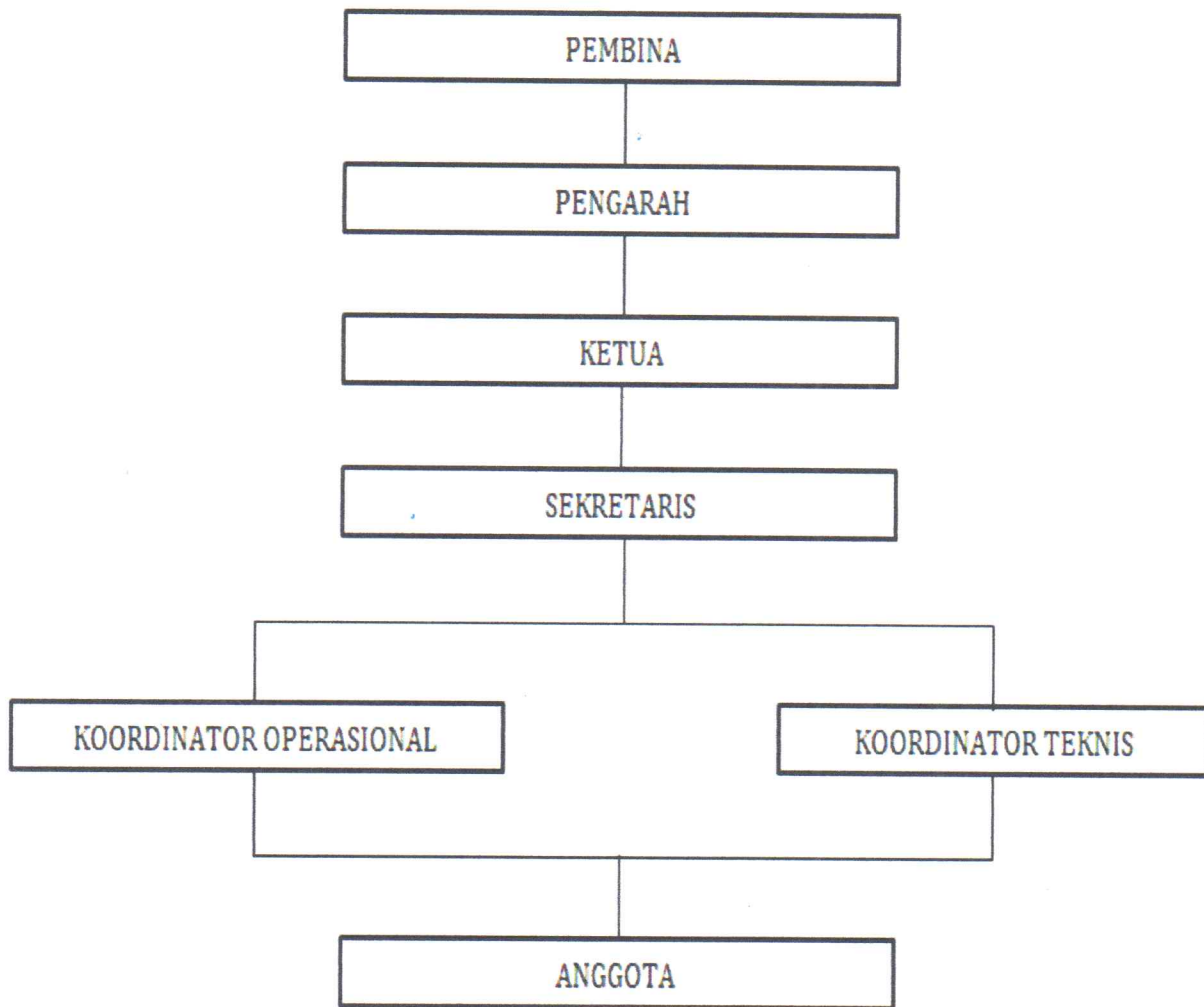 PEMBINA
PENGARAH
KETUA
SEKRETARIS
KOORDINATOR OPERASIONAL
KOORDINATOR TEKNIS
ANGGOTA